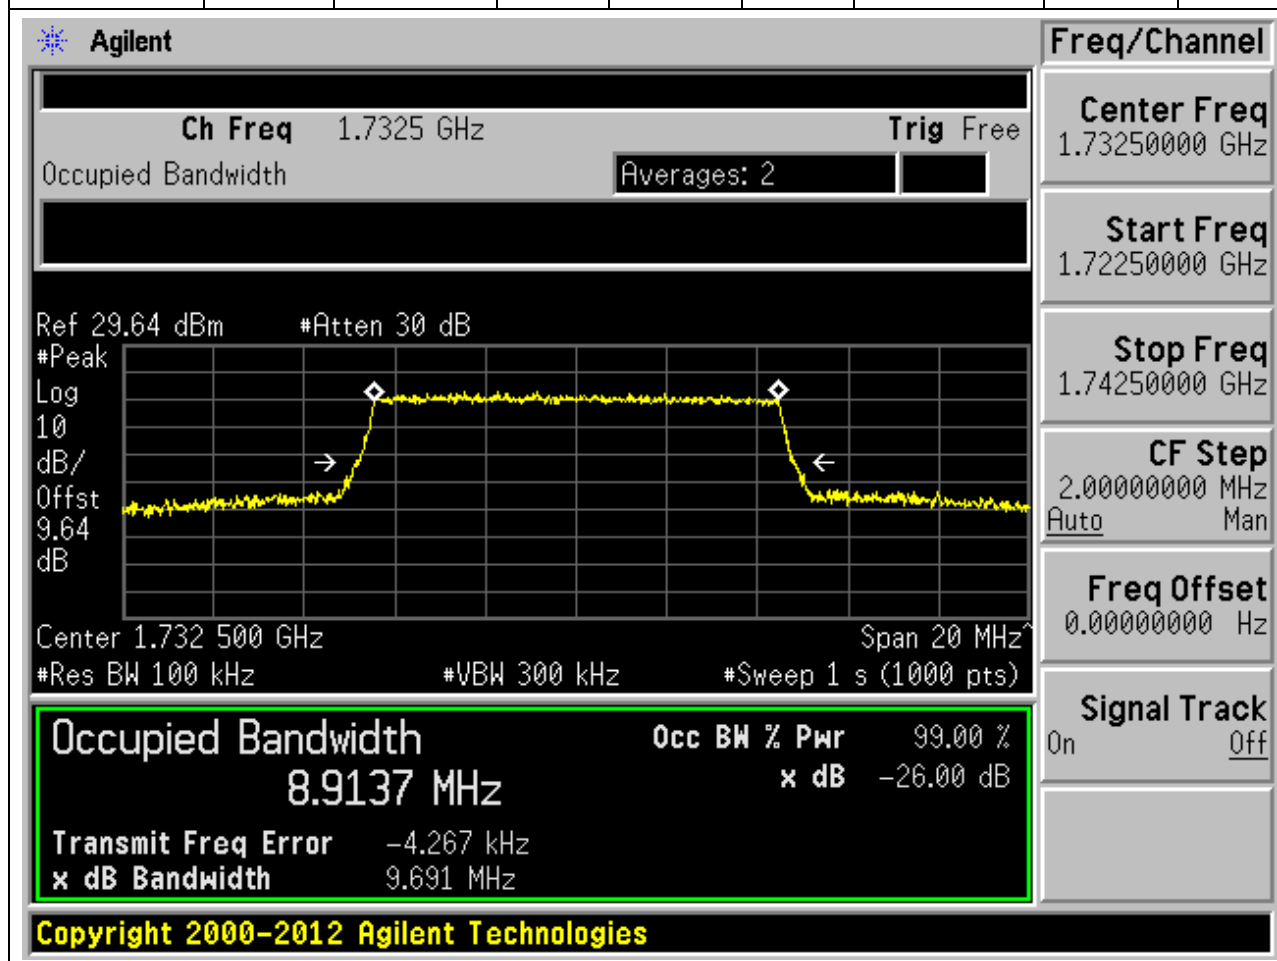 Agilent
Freq/Channel
Ch Freq 1.7325 GHz Trig Free
Occupied Bandwidth Averages: 2
Center Freq
1.73250000 GHz
Start Freq
1.72250000 GHz
Stop Freq
1.74250000 GHz
CF Step
2.00000000 MHz
Auto Man
Freq Offset
0.00000000 Hz
Signal Track
On Off
Ref 29.64 dBm #Atten 30 dB
#Peak
Log
10
dB/
Offst
9.64
dB
Center 1.732 500 GHz Span 20 MHz^
#Res BW 100 kHz #VBW 300 kHz #Sweep 1 s (1000 pts)
Occupied Bandwidth Occ BW % Pwr 99.00 %
8.9137 MHz x dB -26.00 dB
Transmit Freq Error -4.267 kHz
x dB Bandwidth 9.691 MHz
Copyright 2000-2012 Agilent Technologies